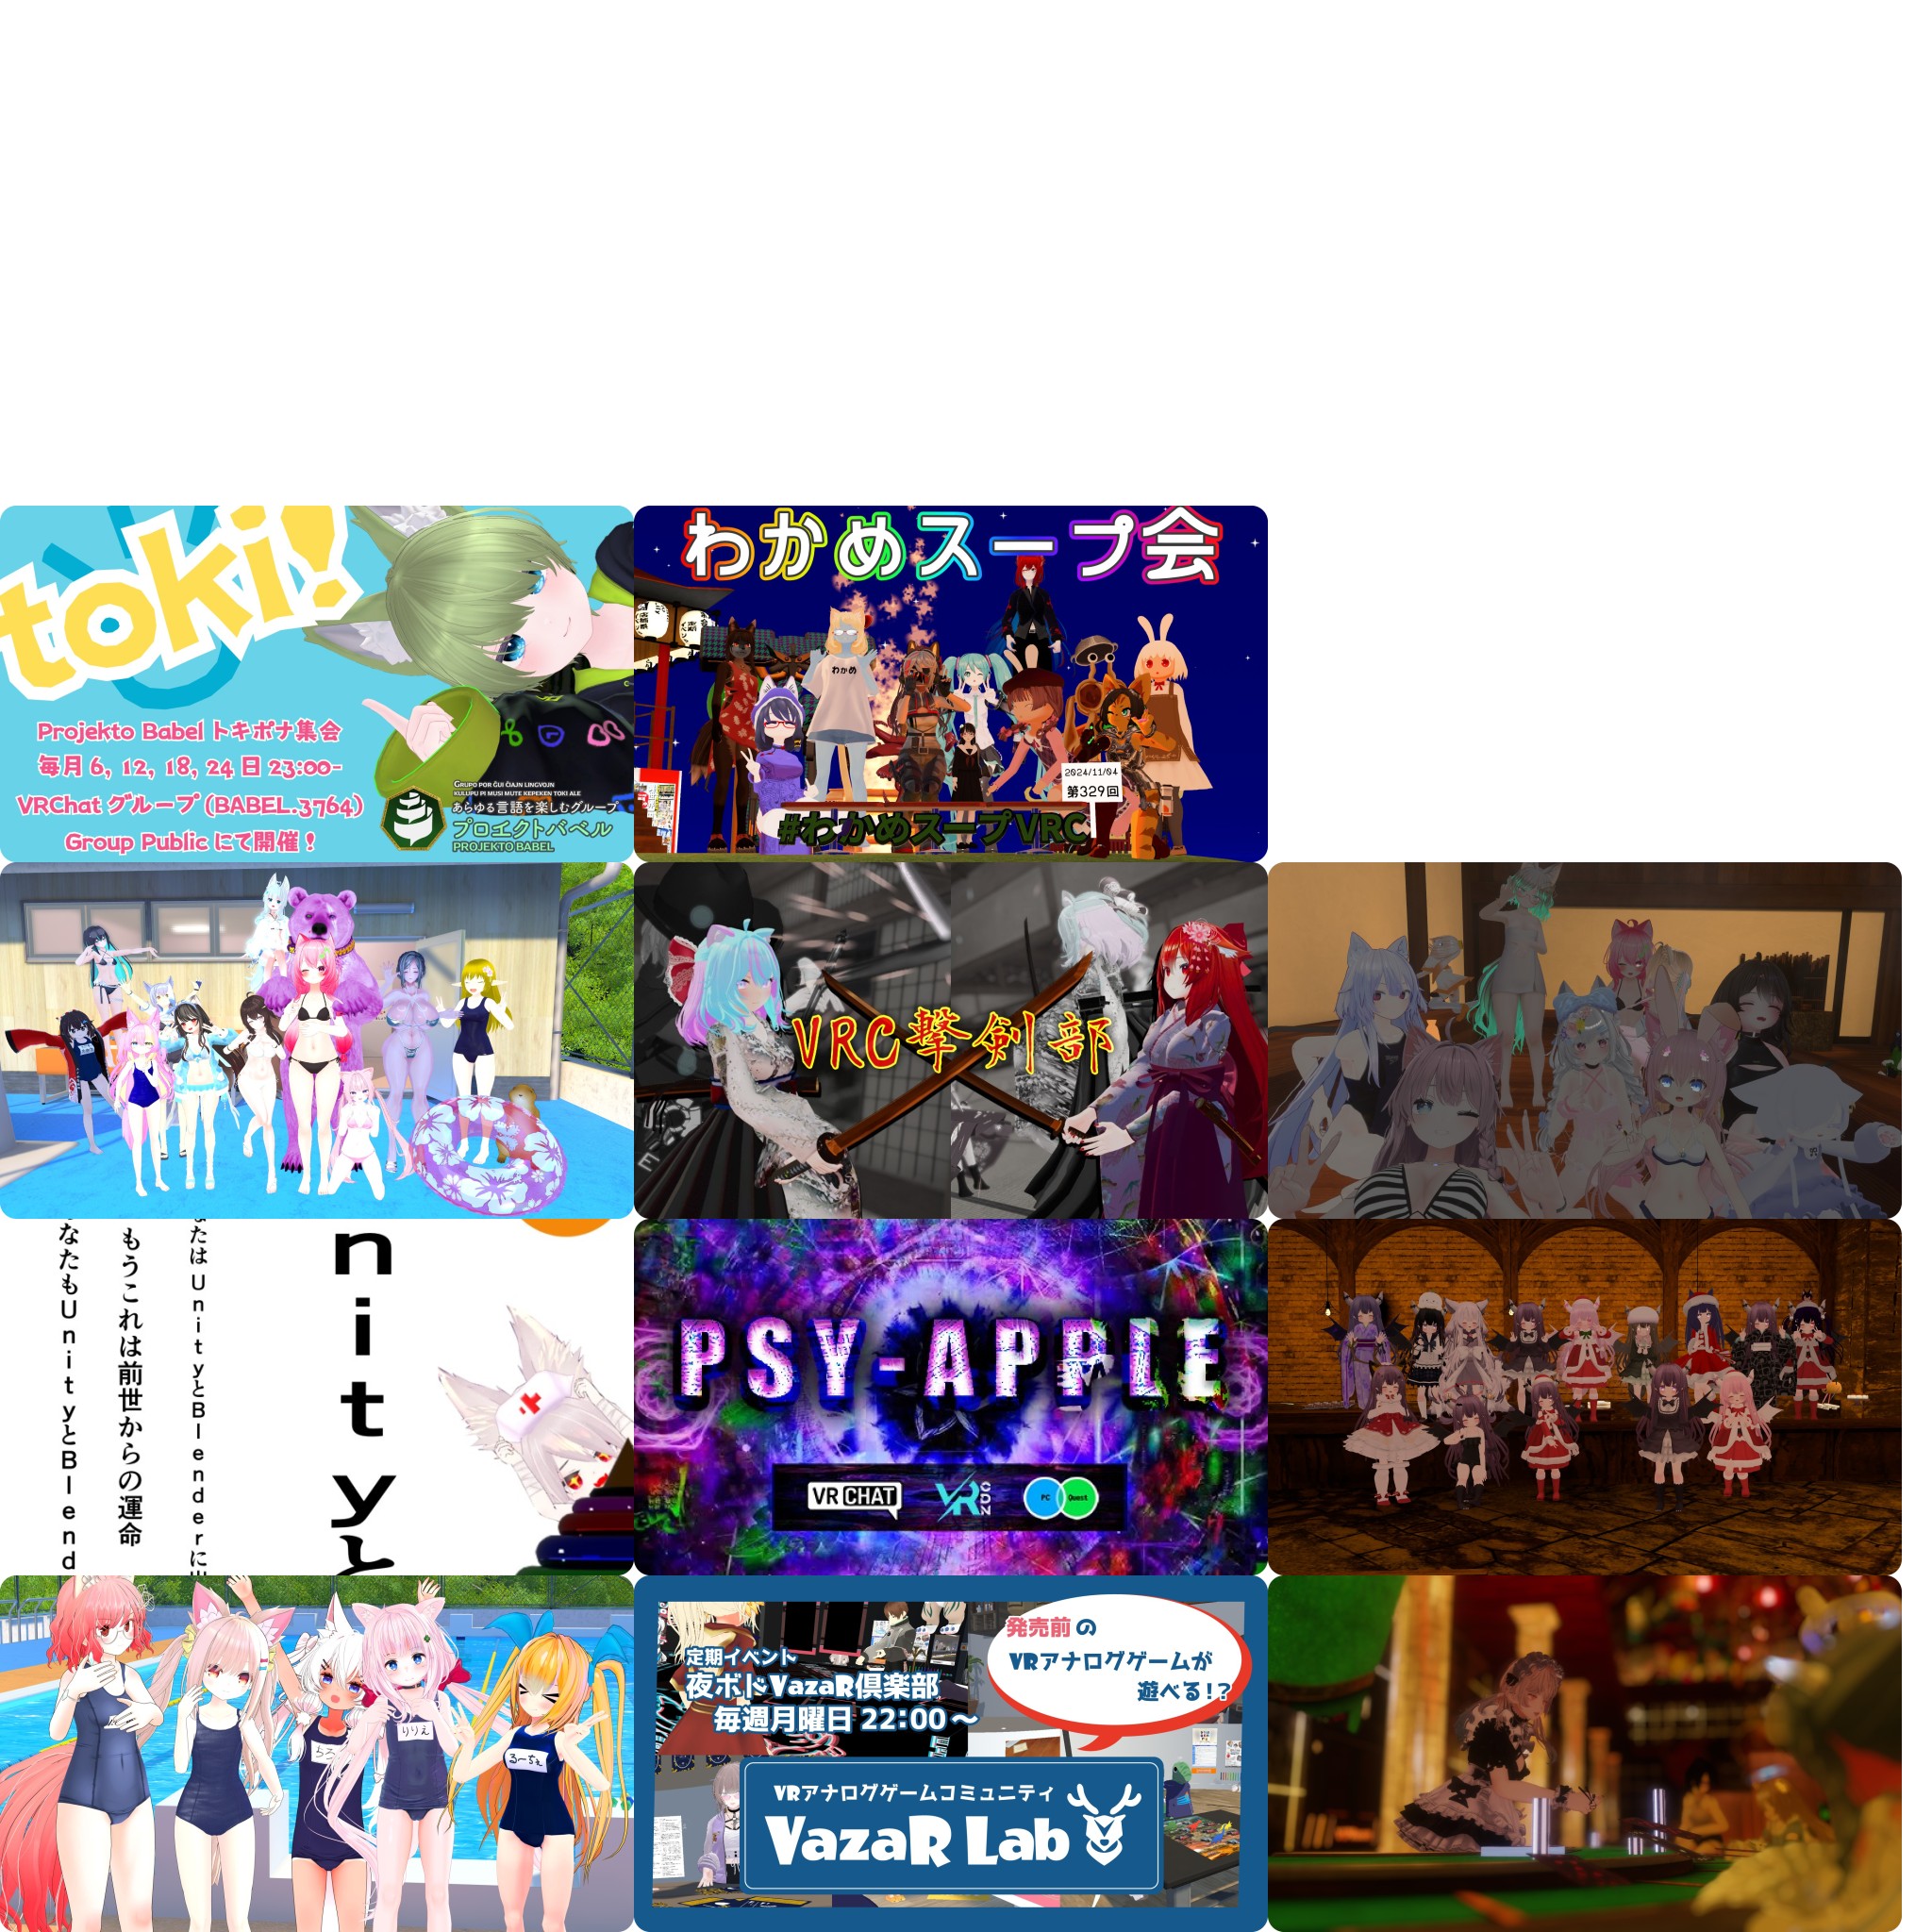 toki!
Projekto Babel トキポナ集会
毎月 6, 12, 18, 24 日 23:00-
VRChat グループ (BABEL.3764)
Group Public にて開催！
GRUPO POR ĜUI ĈIAJN LINGVOJN
KULUPU PI MUSI MUTE KEPEKEN TOKI ALE
あらゆる言語を楽しむグループ
プロエクトバベル
PROJEKTO BABEL
わかめスープ会
わかめ
2024/11/04
第329回
#わかめスープVRC
VRC撃剣部
nityと
たは UnityとBlenderに
もうこれは前世からの運命
なたもUnityとBlend
PSY-APPLE
VRCHAT
VR
PC
Quest
りりえ
るーちぇ
定期イベント
夜ボドVazaR倶楽部
毎週月曜日 22:00～
発売前の
VRアナログゲームが
遊べる!?
VRアナログゲームコミュニティ
VazaR Lab